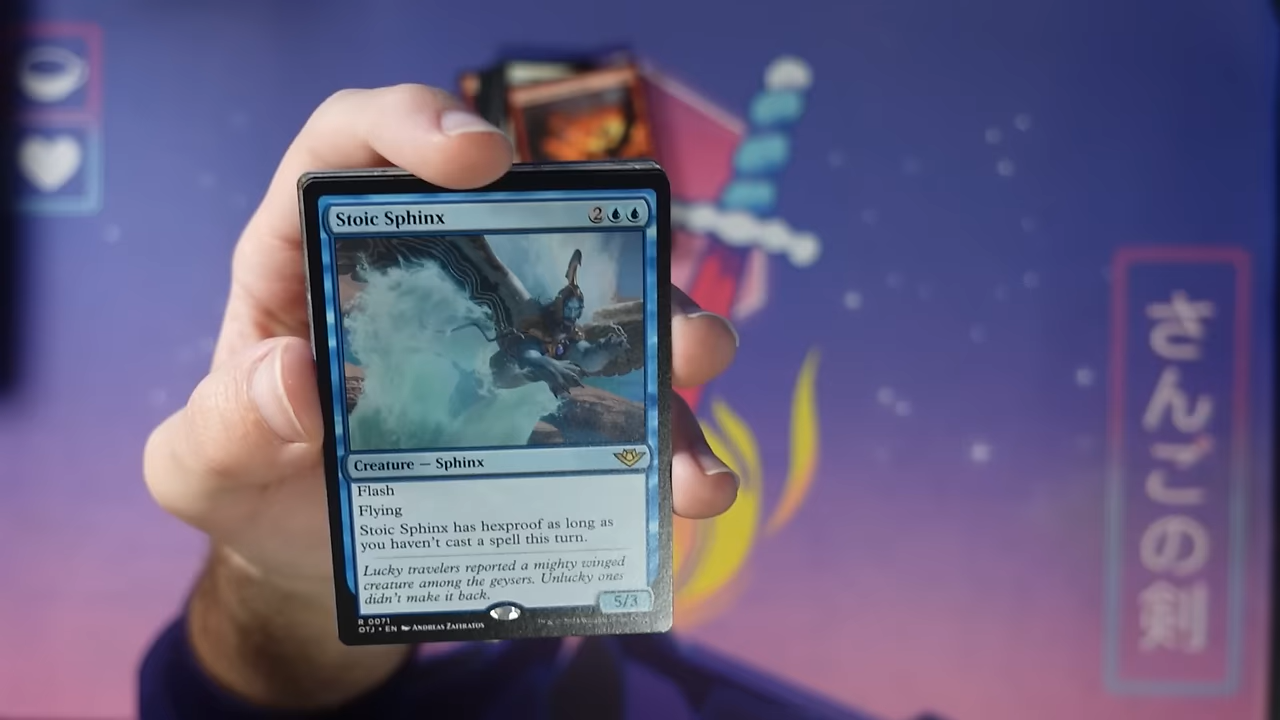 Stoic Sphinx 2
Creature — Sphinx
Flash
Flying
Stoic Sphinx has hexproof as long as
you haven't cast a spell this turn.
Lucky travelers reported a mighty winged
creature among the geysers. Unlucky ones
didn't make it back.
5/3
R 0071
OTJ • EN Andreas Zafiratos
さんごの剣